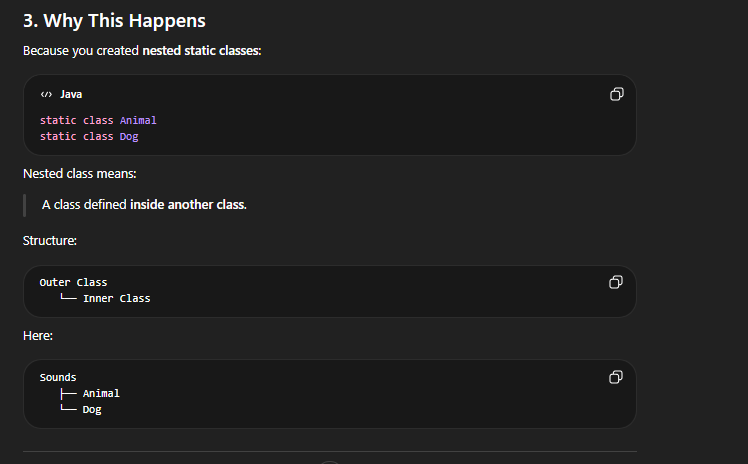 3. Why This Happens
Because you created nested static classes:
</> Java
static class Animal
static class Dog
Nested class means:
A class defined inside another class.
Structure:
Outer Class
└── Inner Class
Here:
Sounds
├── Animal
└── Dog